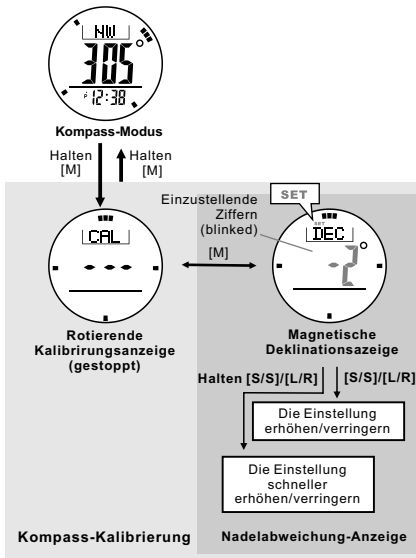 NW
305°
P 12:38
Kompass-Modus
Halten
[M]
Halten
[M]
CAL
---
Rotierende
Kalibrirungsanzeige
(gestoppt)
[M]
Einzustellende
Ziffern
(blinked)
SET
SET
DEC
-2°
Magnetische
Deklinationsazeige
Halten [S/S]/[L/R]
[S/S]/[L/R]
Die Einstellung
erhöhen/verringern
Die Einstellung
schneller
erhöhen/verringern
Kompass-Kalibrierung
Nadelabweichung-Anzeige